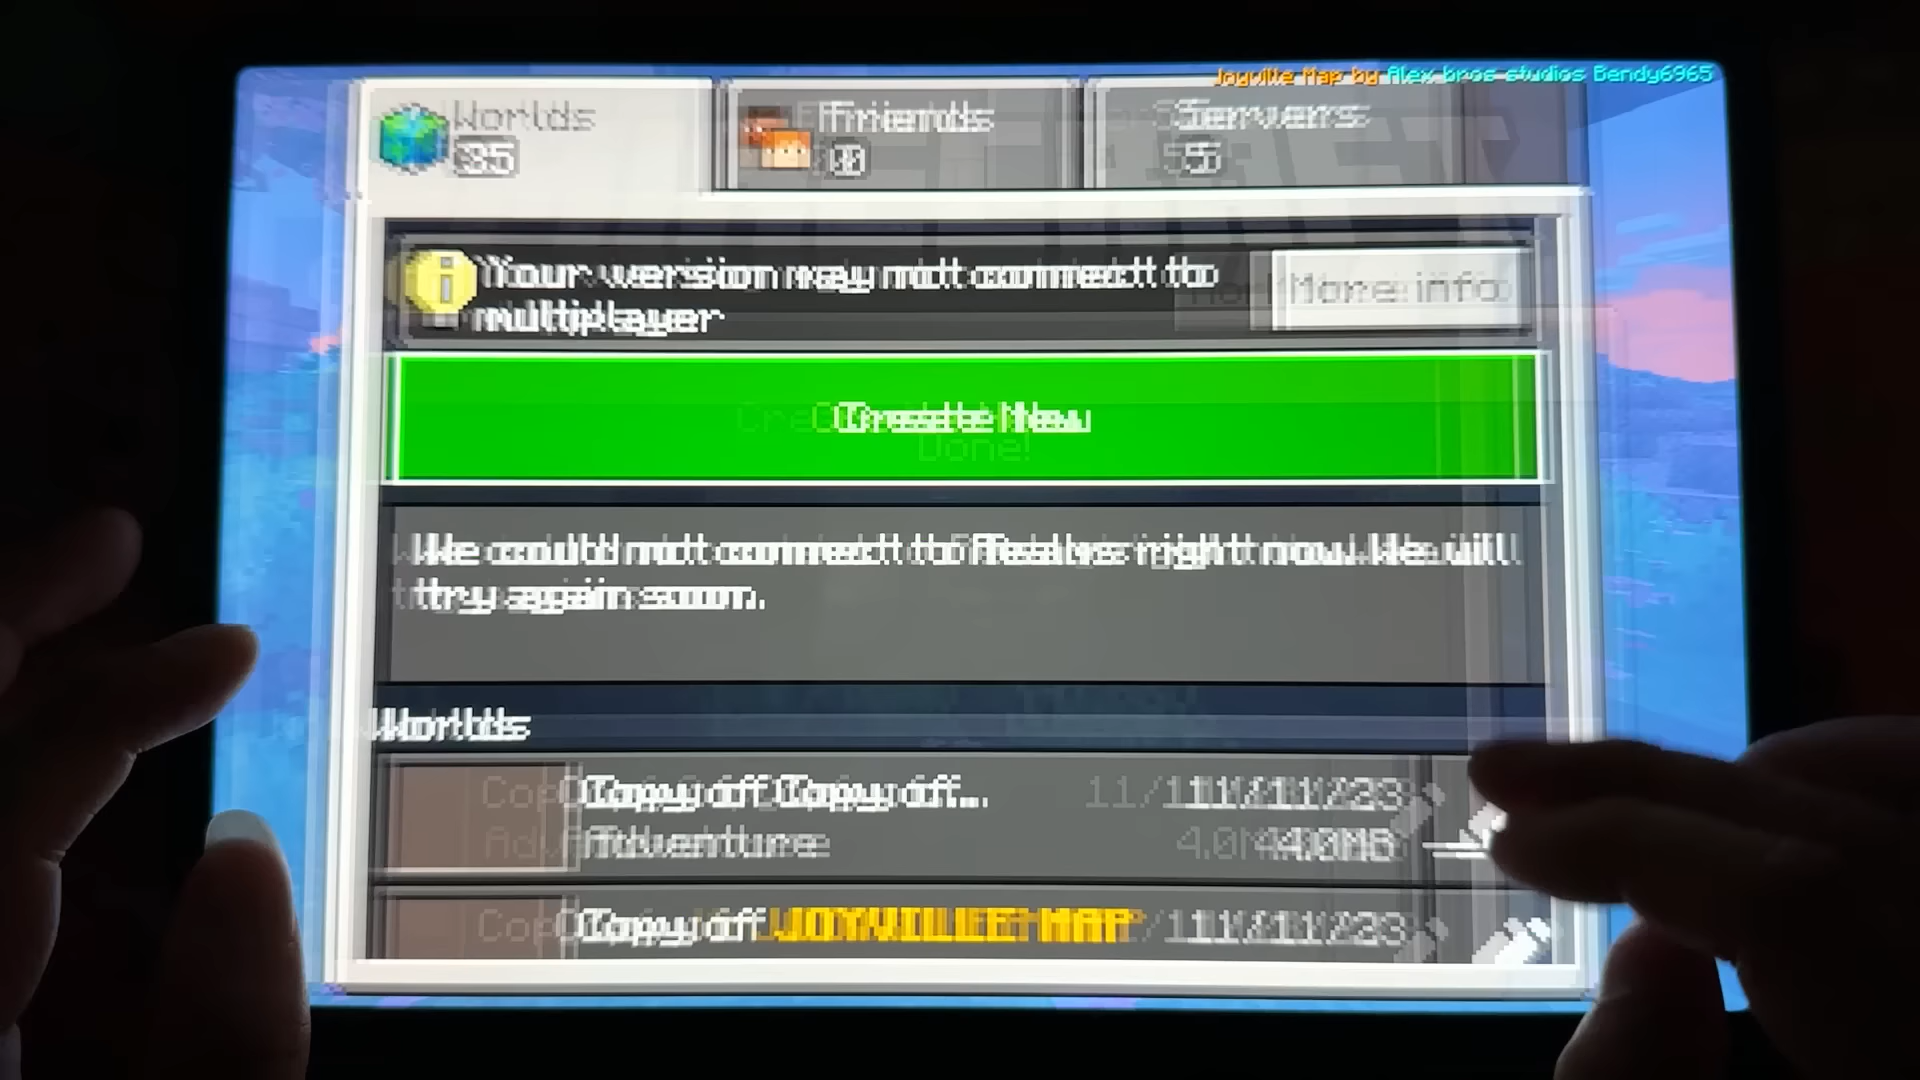 Joyville Map by Alex bros studios Bendy6965
Worlds
Friends
Servers
35
0
5
Your version may not connect to
multiplayer
More info
Create New
Done!
We could not connect to Realms right now. We will
try again soon.
Worlds
Copy of Copy of...
11/11/23
Adventure
4.0MB
Copy of JOYVILLE MAP
11/11/23